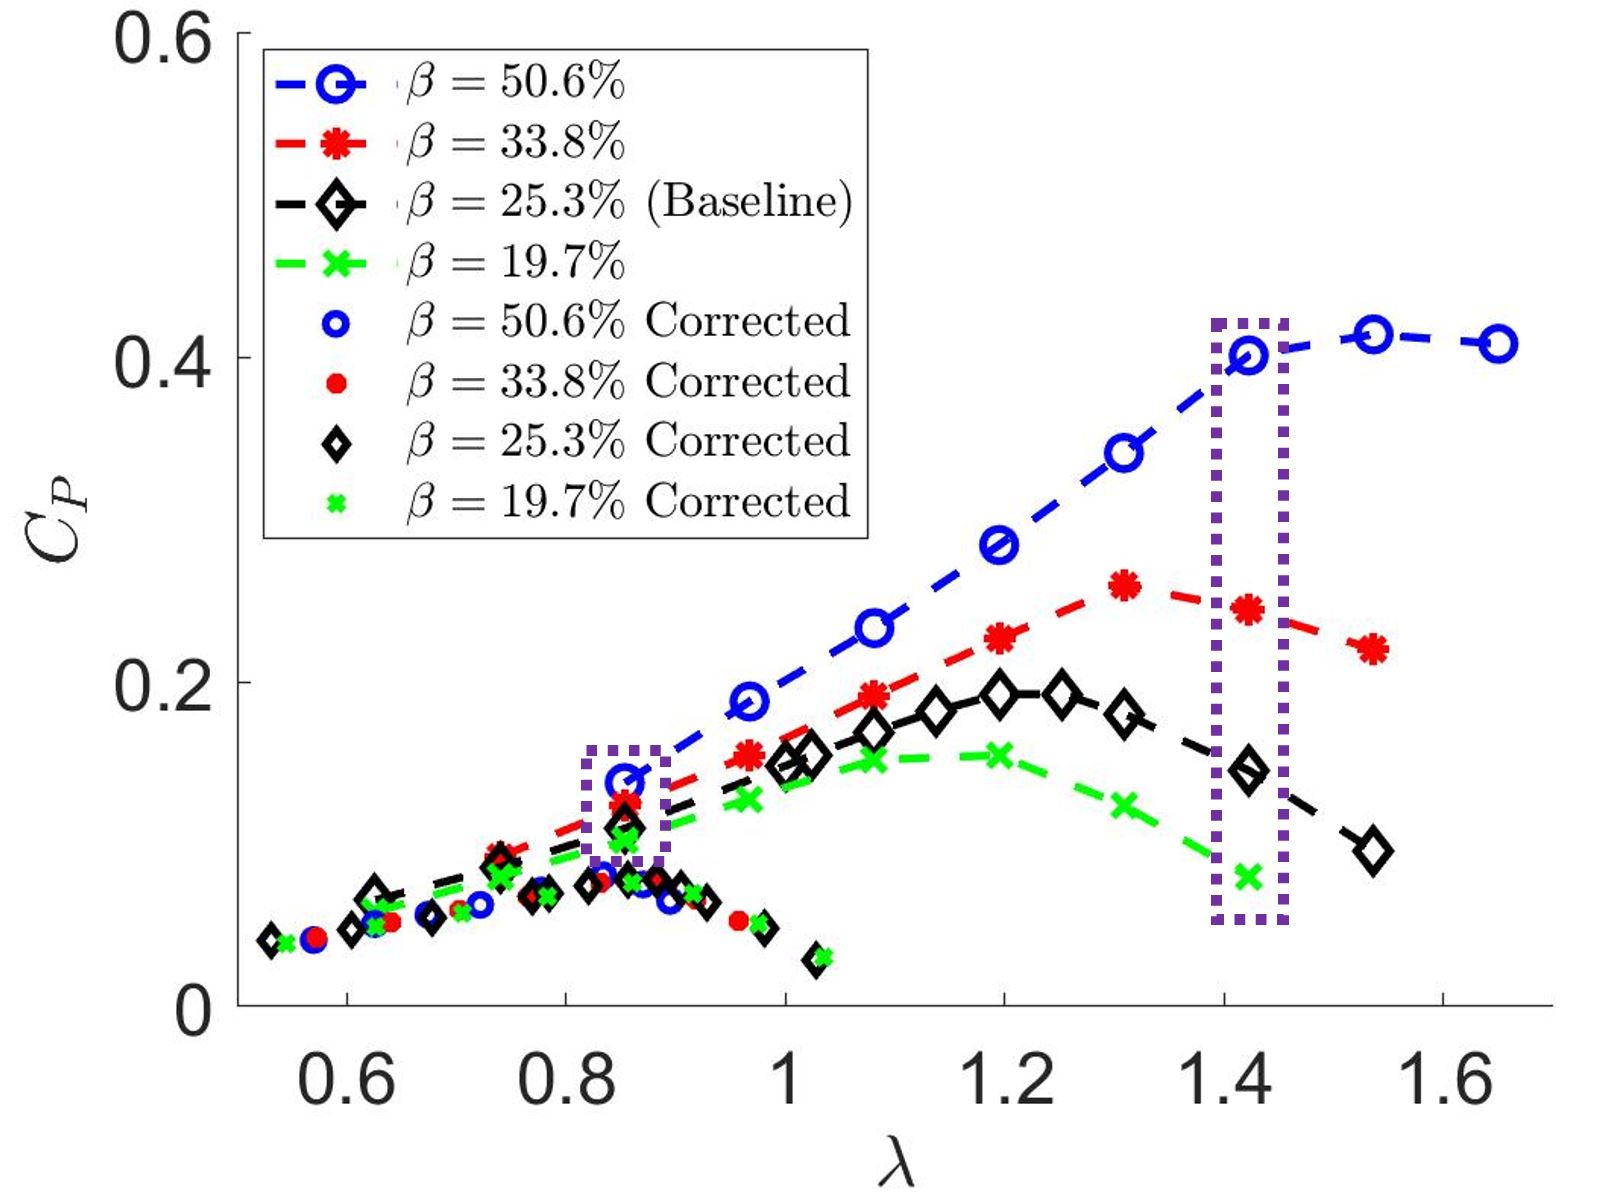 0.6
0.4
0.2
0
C_P
β = 50.6%
β = 33.8%
β = 25.3% (Baseline)
β = 19.7%
β = 50.6% Corrected
β = 33.8% Corrected
β = 25.3% Corrected
β = 19.7% Corrected
0.6 0.8 1 1.2 1.4 1.6
λ